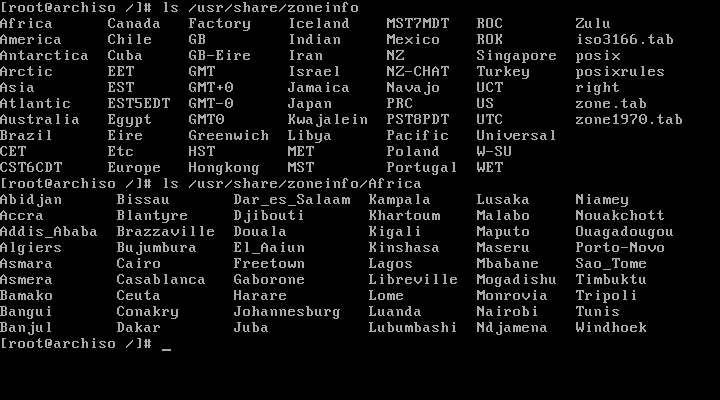 [root@archiso /]# ls /usr/share/zoneinfo
Africa Canada Factory Iceland MST7MDT ROC Zulu
America Chile GB Indian Mexico ROK iso3166.tab
Antarctica Cuba GB-Eire Iran NZ Singapore posix
Arctic EET GMT Israel NZ-CHAT Turkey posixrules
Asia EST GMT+0 Jamaica Navajo UCT right
Atlantic EST5EDT GMT-0 Japan PRC US zone.tab
Australia Egypt GMT0 Kwajalein PST8PDT UTC zone1970.tab
Brazil Eire Greenwich Libya Pacific Universal
CET Etc HST MET Poland W-SU
CST6CDT Europe Hongkong MST Portugal WET
[root@archiso /]# ls /usr/share/zoneinfo/Africa
Abidjan Bissau Dar_es_Salaam Kampala Lusaka Niamey
Accra Blantyre Djibouti Khartoum Malabo Nouakchott
Addis_Ababa Brazzaville Douala Kigali Maputo Ouagadougou
Algiers Bujumbura El_Aaiun Kinshasa Maseru Porto-Novo
Asmara Cairo Freetown Lagos Mbabane Sao_Tome
Asmera Casablanca Gaborone Libreville Mogadishu Timbuktu
Bamako Ceuta Harare Lome Monrovia Tripoli
Bangui Conakry Johannesburg Luanda Nairobi Tunis
Banjul Dakar Juba Lubumbashi Ndjamena Windhoek
[root@archiso /]# _